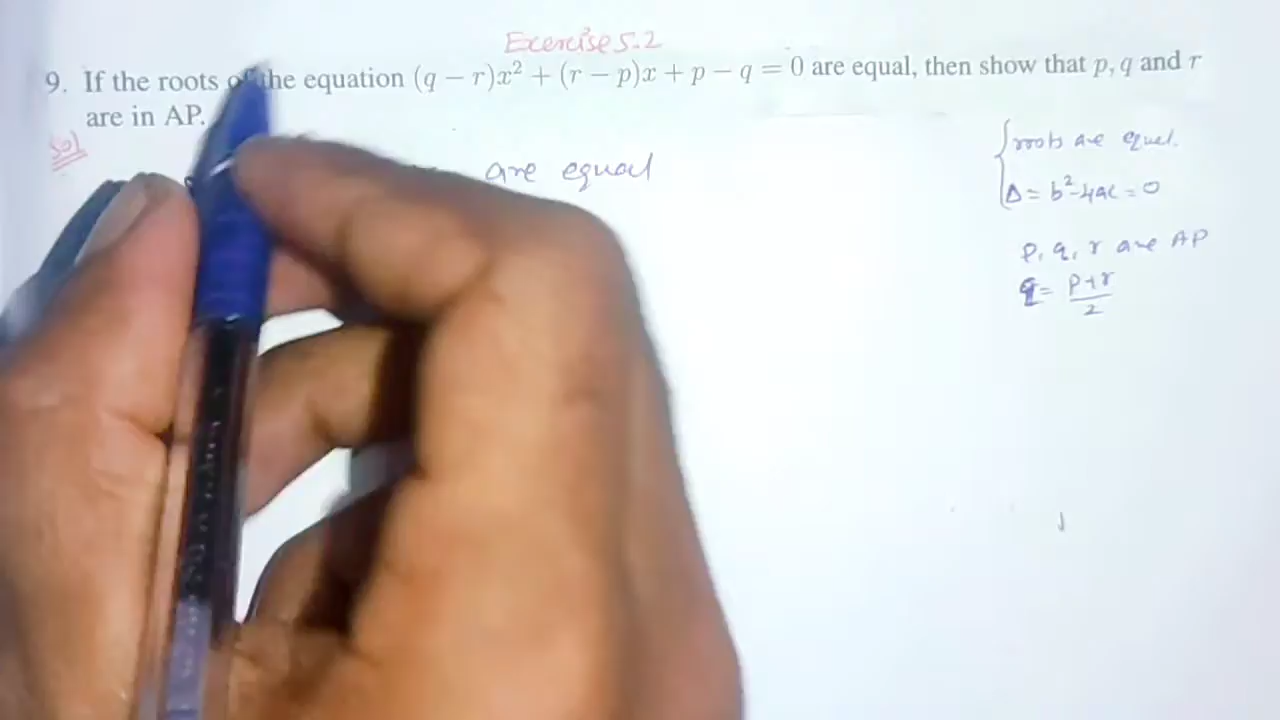 Exercise 5.2
9. If the roots of the equation (q − r)x² + (r − p)x + p − q = 0 are equal, then show that p, q and r
are in AP.
Sol
are equal
roots are equal.
Δ = b²-4ac = 0
p, q, r are AP
q = p+r
2